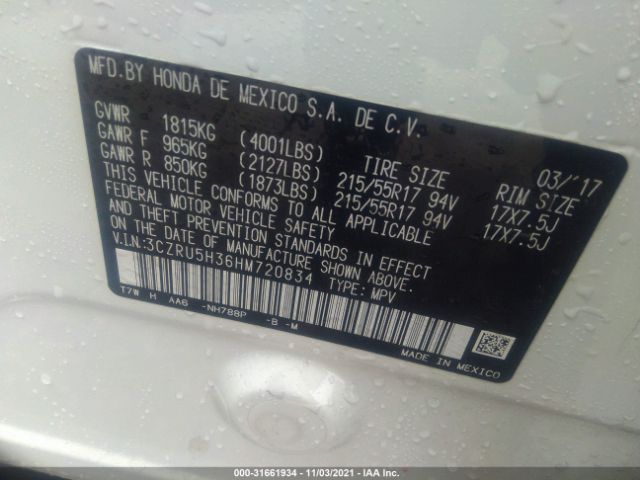 MFD.BY HONDA DE MEXICO S.A. DE C.V.
03/'17
GVWR 1815KG (4001LBS) TIRE SIZE RIM SIZE
GAWR F 965KG (2127LBS) 215/55R17 94V 17X7.5J
GAWR R 850KG (1873LBS) 215/55R17 94V 17X7.5J
THIS VEHICLE CONFORMS TO ALL APPLICABLE
FEDERAL MOTOR VEHICLE SAFETY
AND THEFT PREVENTION STANDARDS IN EFFECT
ON THE DATE OF MANUFACTURE SHOWN ABOVE.
V.I.N:3CZRU5H36HM720834 TYPE: MPV
T7W H AA6 -NH788P -B -M
MADE IN MEXICO
000-31661934 - 11/03/2021 - IAA Inc.